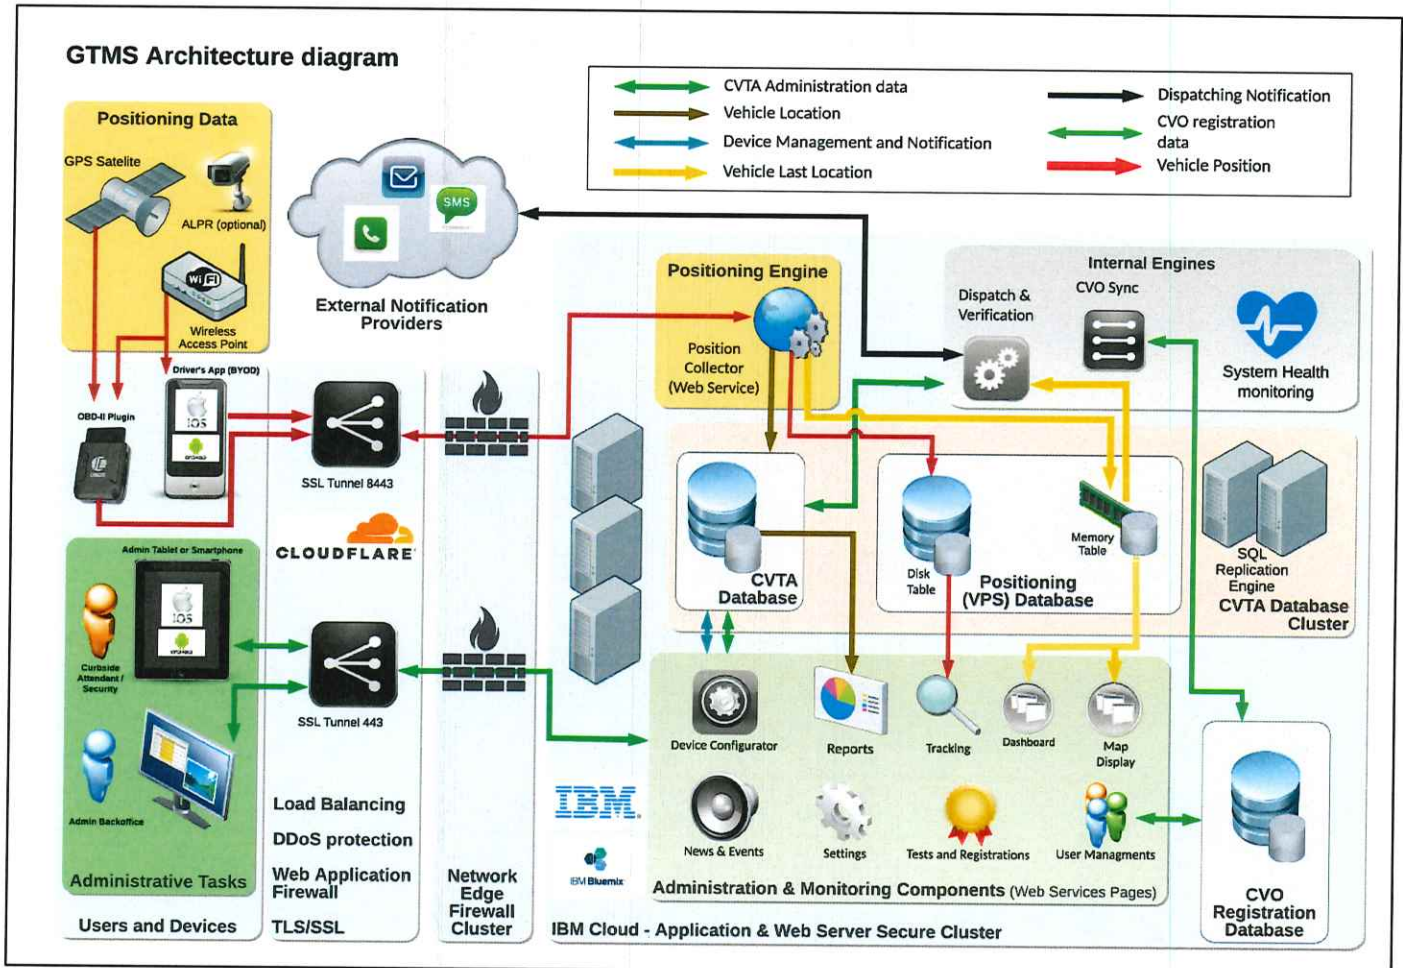 GTMS Architecture diagram
CVTA Administration data
Vehicle Location
Device Management and Notification
Vehicle Last Location
Dispatching Notification
CVO registration
data
Vehicle Position
Positioning Data
GPS Satelite
ALPR (optional)
WiFi
Wireless
Access Point
SMS
External Notification
Providers
Positioning Engine
Position
Collector
(Web Service)
Internal Engines
Dispatch &
Verification
CVO Sync
System Health
monitoring
Driver's App (BYOD)
OBD-II Plugin
IOS
SSL Tunnel 8443
CLOUDFLARE
CVTA
Database
Disk
Table
Positioning
(VPS) Database
Memory
Table
SQL
Replication
Engine
CVTA Database
Cluster
Admin Tablet or Smartphone
IOS
Curbside
Attendant /
Security
SSL Tunnel 443
Admin Backoffice
Administrative Tasks
Users and Devices
Load Balancing
DDoS protection
Web Application
Firewall
TLS/SSL
Network
Edge
Firewall
Cluster
IBM
IBM Bluemix
Device Configurator
Reports
Tracking
Dashboard
Map
Display
News & Events
Settings
Tests and Registrations
User Managments
Administration & Monitoring Components (Web Services Pages)
IBM Cloud - Application & Web Server Secure Cluster
CVO
Registration
Database